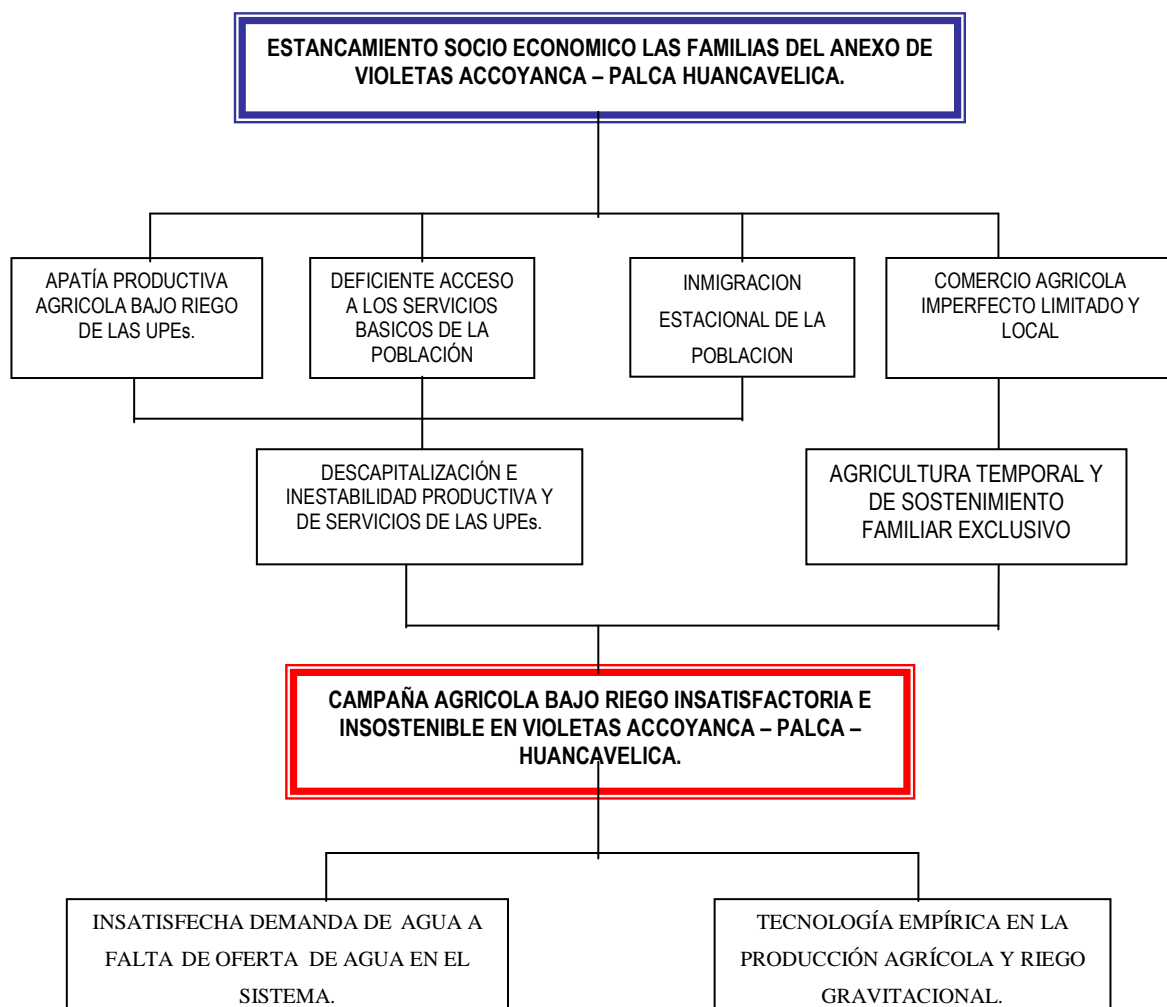 ESTANCAMIENTO SOCIO ECONOMICO LAS FAMILIAS DEL ANEXO DE
VIOLETAS ACCOYANCA – PALCA HUANCAVELICA.
APATÍA PRODUCTIVA
AGRICOLA BAJO RIEGO
DE LAS UPEs.
DEFICIENTE ACCESO
A LOS SERVICIOS
BASICOS DE LA
POBLACIÓN
INMIGRACION
ESTACIONAL DE LA
POBLACION
COMERCIO AGRICOLA
IMPERFECTO LIMITADO Y
LOCAL
DESCAPITALIZACIÓN E
INESTABILIDAD PRODUCTIVA Y
DE SERVICIOS DE LAS UPEs.
AGRICULTURA TEMPORAL Y
DE SOSTENIMIENTO
FAMILIAR EXCLUSIVO
CAMPAÑA AGRICOLA BAJO RIEGO INSATISFACTORIA E
INSOSTENIBLE EN VIOLETAS ACCOYANCA – PALCA –
HUANCAVELICA.
INSATISFECHA DEMANDA DE AGUA A
FALTA DE OFERTA DE AGUA EN EL
SISTEMA.
TECNOLOGÍA EMPÍRICA EN LA
PRODUCCIÓN AGRÍCOLA Y RIEGO
GRAVITACIONAL.